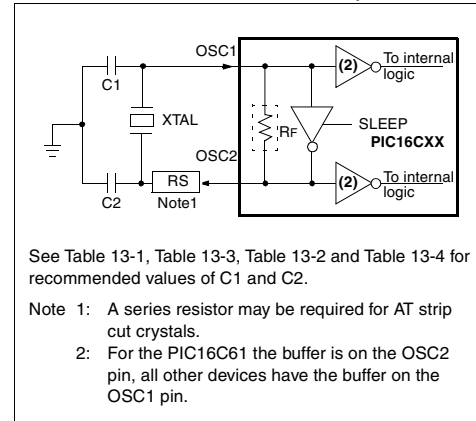 OSC1
(2)
To internal
logic
C1
XTAL
RF
SLEEP
PIC16CXX
OSC2
(2)
To internal
logic
C2
RS
Note1
See Table 13-1, Table 13-3, Table 13-2 and Table 13-4 for
recommended values of C1 and C2.
Note 1: A series resistor may be required for AT strip
cut crystals.
2: For the PIC16C61 the buffer is on the OSC2
pin, all other devices have the buffer on the
OSC1 pin.